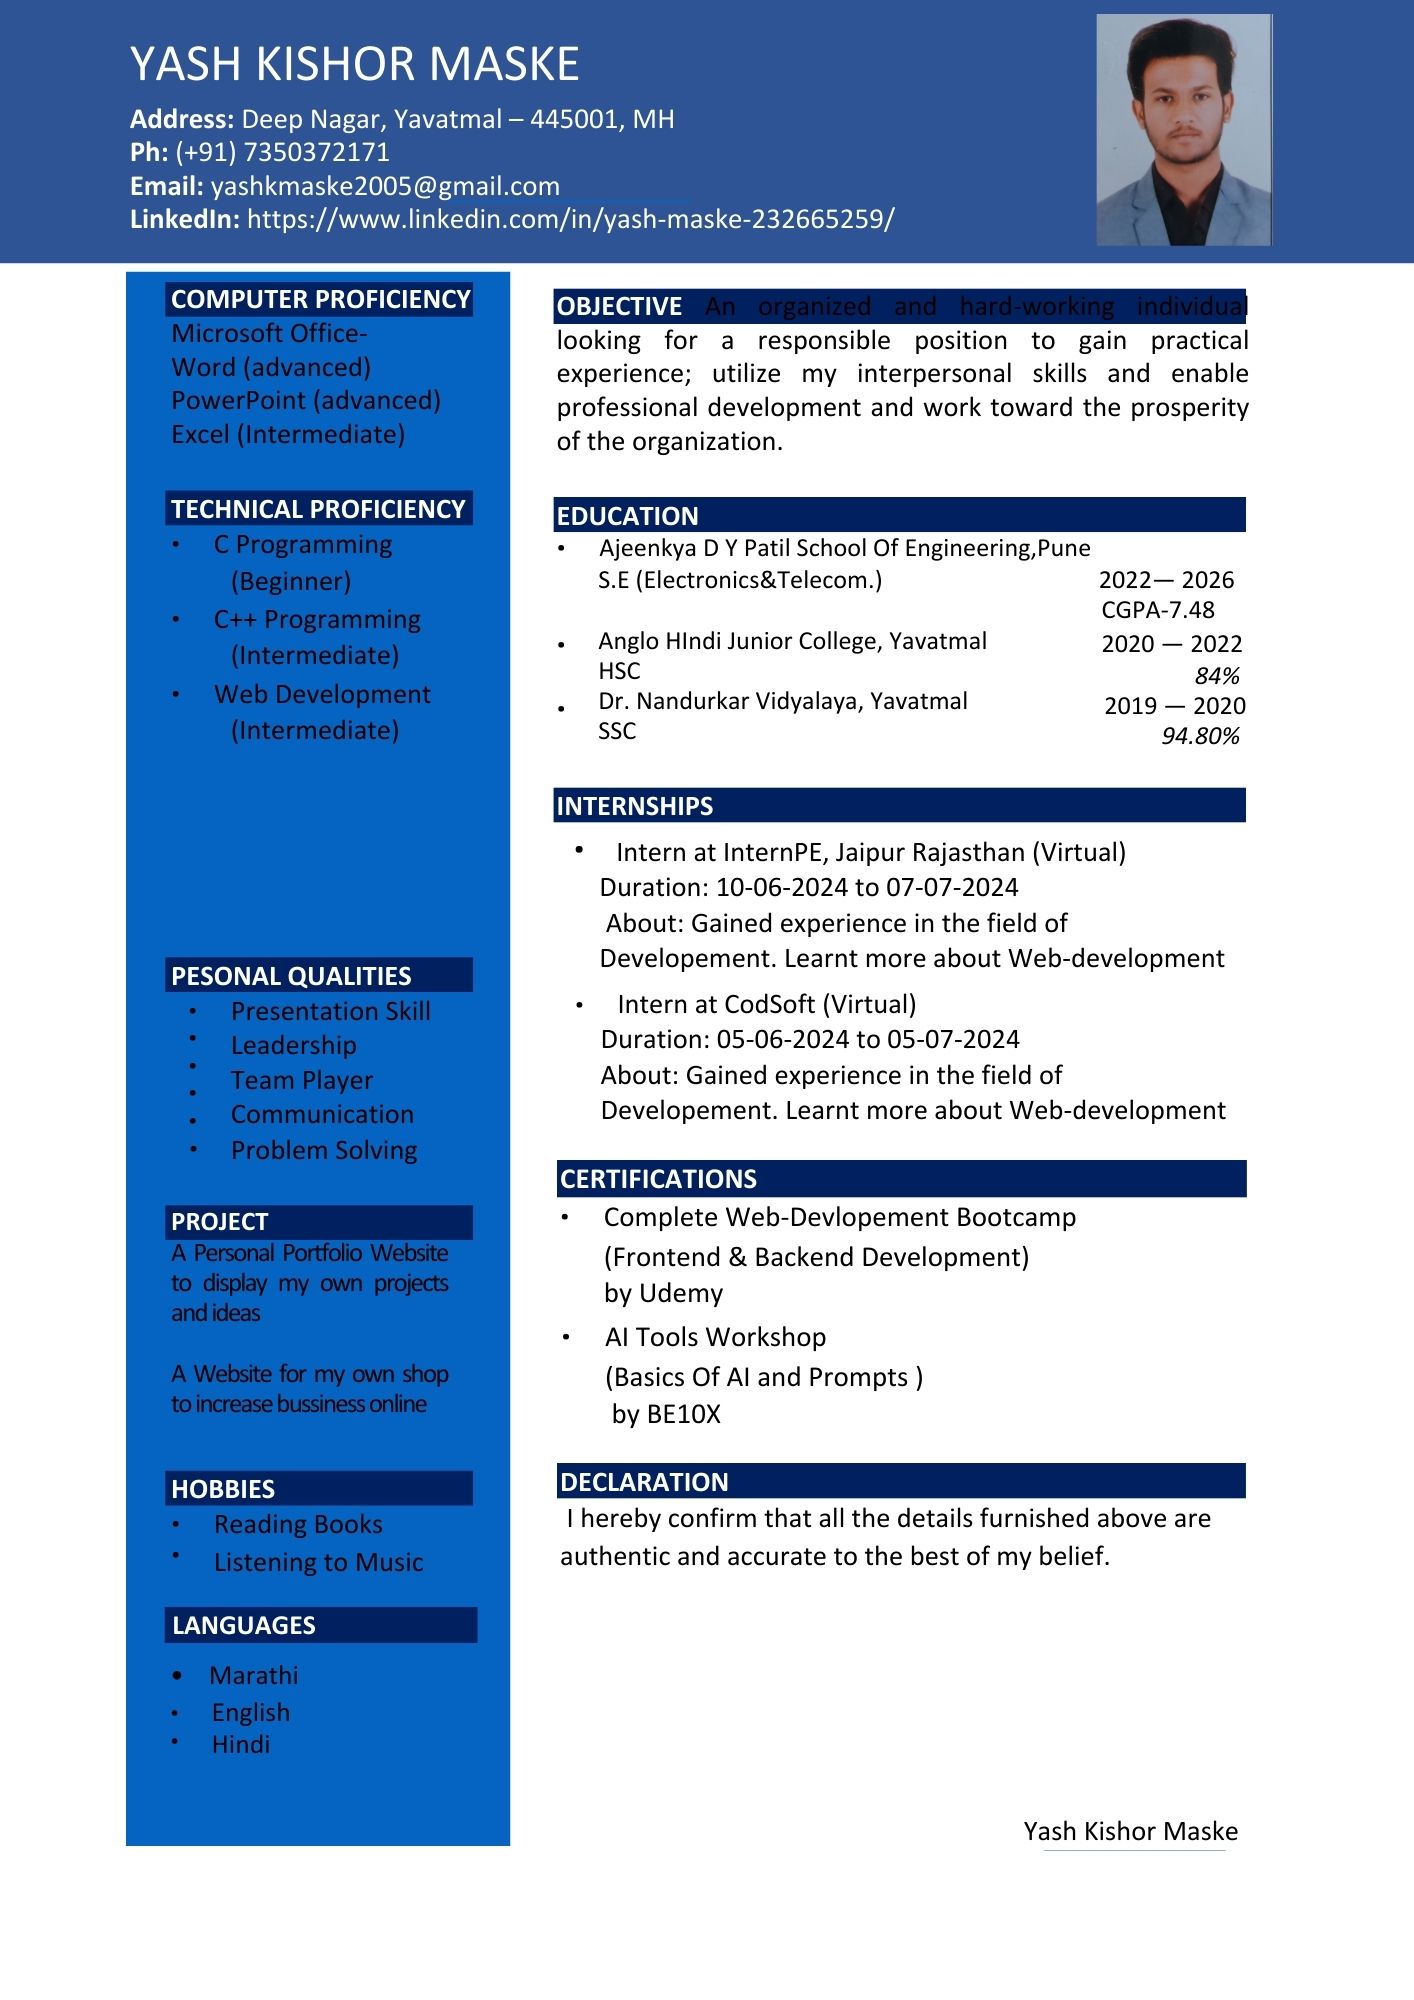 YASH KISHOR MASKE
Address: Deep Nagar, Yavatmal – 445001, MH
Ph: (+91) 7350372171
Email: yashkmaske2005@gmail.com
LinkedIn: https://www.linkedin.com/in/yash-maske-232665259/
COMPUTER PROFICIENCY
Microsoft Office-
Word (advanced)
PowerPoint (advanced)
Excel (Intermediate)
TECHNICAL PROFICIENCY
• C Programming
(Beginner)
• C++ Programming
(Intermediate)
• Web Development
(Intermediate)
PESONAL QUALITIES
• Presentation Skill
• Leadership
• Team Player
• Communication
• Problem Solving
PROJECT
A Personal Portfolio Website
to display my own projects
and ideas
A Website for my own shop
to increase bussiness online
HOBBIES
• Reading Books
• Listening to Music
LANGUAGES
• Marathi
• English
• Hindi
OBJECTIVE An organized and hard-working individual
looking for a responsible position to gain practical
experience; utilize my interpersonal skills and enable
professional development and work toward the prosperity
of the organization.
EDUCATION
• Ajeenkya D Y Patil School Of Engineering,Pune
S.E (Electronics&Telecom.) 2022— 2026
CGPA-7.48
• Anglo HIndi Junior College, Yavatmal 2020 — 2022
HSC 84%
• Dr. Nandurkar Vidyalaya, Yavatmal 2019 — 2020
SSC 94.80%
INTERNSHIPS
• Intern at InternPE, Jaipur Rajasthan (Virtual)
Duration: 10-06-2024 to 07-07-2024
About: Gained experience in the field of
Developement. Learnt more about Web-development
• Intern at CodSoft (Virtual)
Duration: 05-06-2024 to 05-07-2024
About: Gained experience in the field of
Developement. Learnt more about Web-development
CERTIFICATIONS
• Complete Web-Devlopement Bootcamp
(Frontend & Backend Development)
by Udemy
• AI Tools Workshop
(Basics Of AI and Prompts )
by BE10X
DECLARATION
I hereby confirm that all the details furnished above are
authentic and accurate to the best of my belief.
Yash Kishor Maske